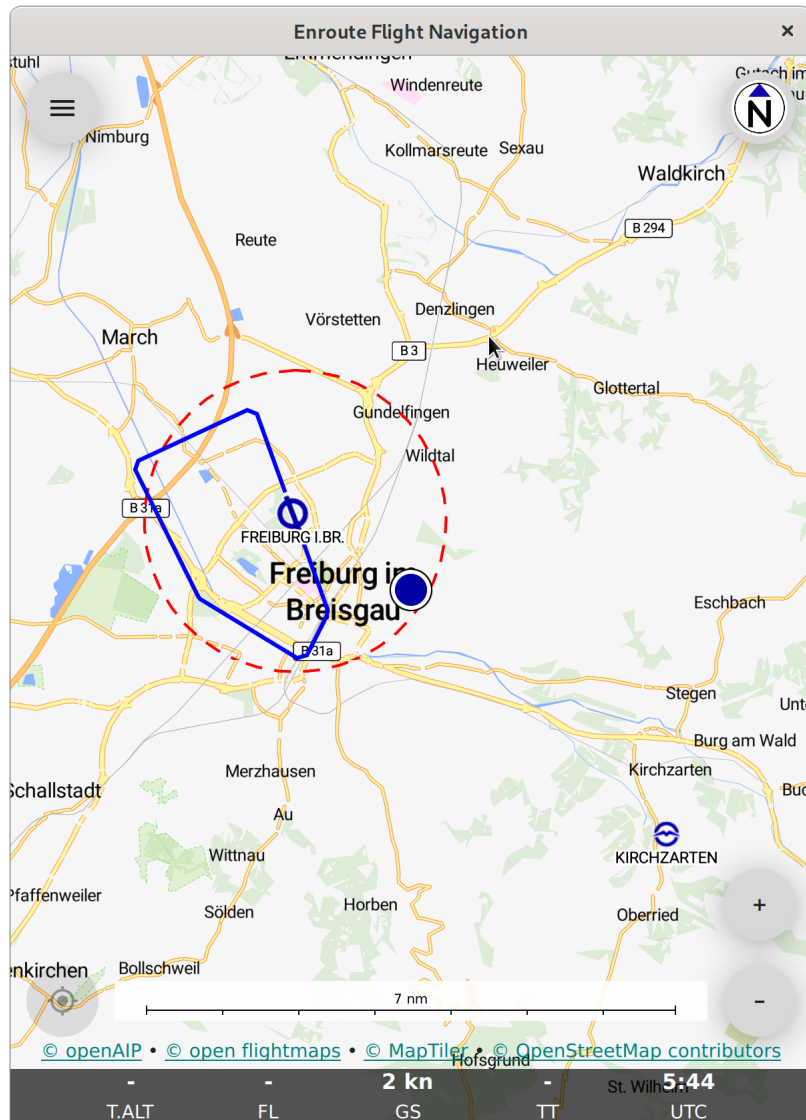 Enroute Flight Navigation
Emmendingen
Windenreute
Gutach im
Nimburg
Kollmarsreute
Sexau
Waldkirch
B 294
Reute
Denzlingen
Vörstetten
March
B 3
Heuweiler
Glottertal
Gundelfingen
Wildtal
B 31a
FREIBURG I.BR.
Freiburg im
Breisgau
Eschbach
B 31a
Stegen
Burg am Wald
Merzhausen
Kirchzarten
Schallstadt
Au
Wittnau
KIRCHZARTEN
Pfaffenweiler
Horben
Sölden
Oberried
enkirchen
Bollschweil
7 nm
© openAIP • © open flightmaps • © MapTiler • © OpenStreetMap contributors
Hofsgrund
- - 2 kn - 5:44
St. Wilhelm
T.ALT FL GS TT UTC
N